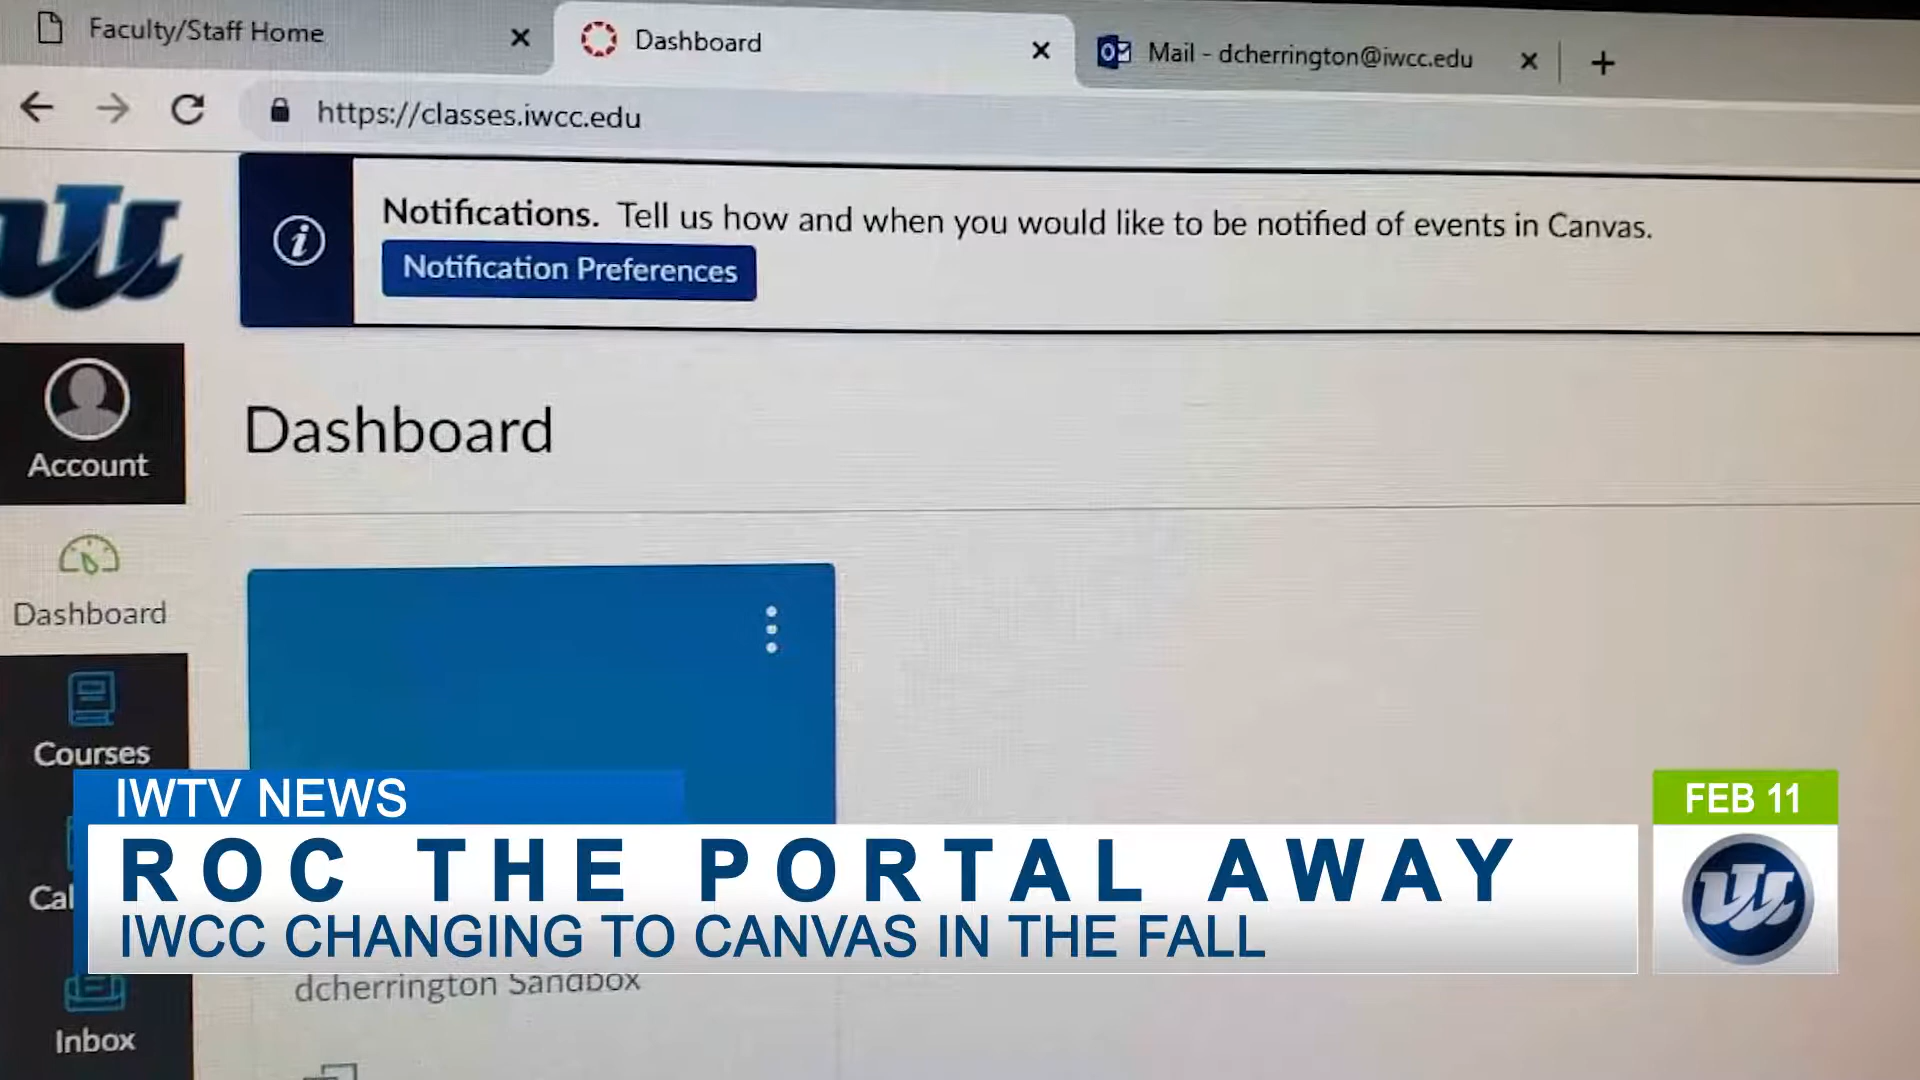 Faculty/Staff Home
Dashboard
Mail - dcherrington@iwcc.edu
https://classes.iwcc.edu
Notifications. Tell us how and when you would like to be notified of events in Canvas.
Notification Preferences
Account
Dashboard
Dashboard
Courses
Cal
IWTV NEWS
ROC THE PORTAL AWAY
IWCC CHANGING TO CANVAS IN THE FALL
FEB 11
dcherrington Sandbox
Inbox